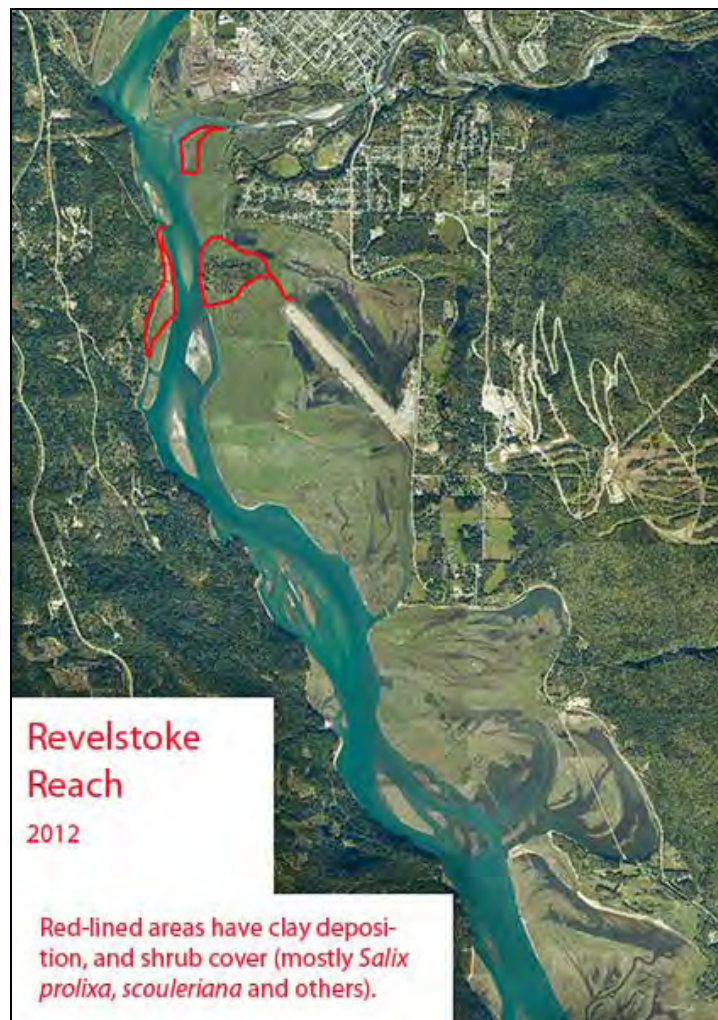 Revelstoke
Reach
2012
Red-lined areas have clay deposi-
tion, and shrub cover (mostly Salix
prolixa, scouleriana and others).